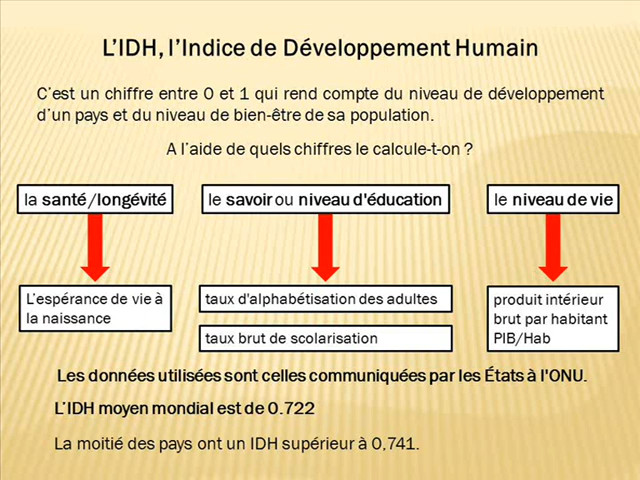 L'IDH, l'Indice de Développement Humain
C'est un chiffre entre 0 et 1 qui rend compte du niveau de développement
d'un pays et du niveau de bien-être de sa population.
A l'aide de quels chiffres le calcule-t-on ?
la santé/longévité
le savoir ou niveau d'éducation
le niveau de vie
L'espérance de vie à
la naissance
taux d'alphabétisation des adultes
taux brut de scolarisation
produit intérieur
brut par habitant
PIB/Hab
Les données utilisées sont celles communiquées par les États à l'ONU.
L'IDH moyen mondial est de 0.722
La moitié des pays ont un IDH supérieur à 0,741.